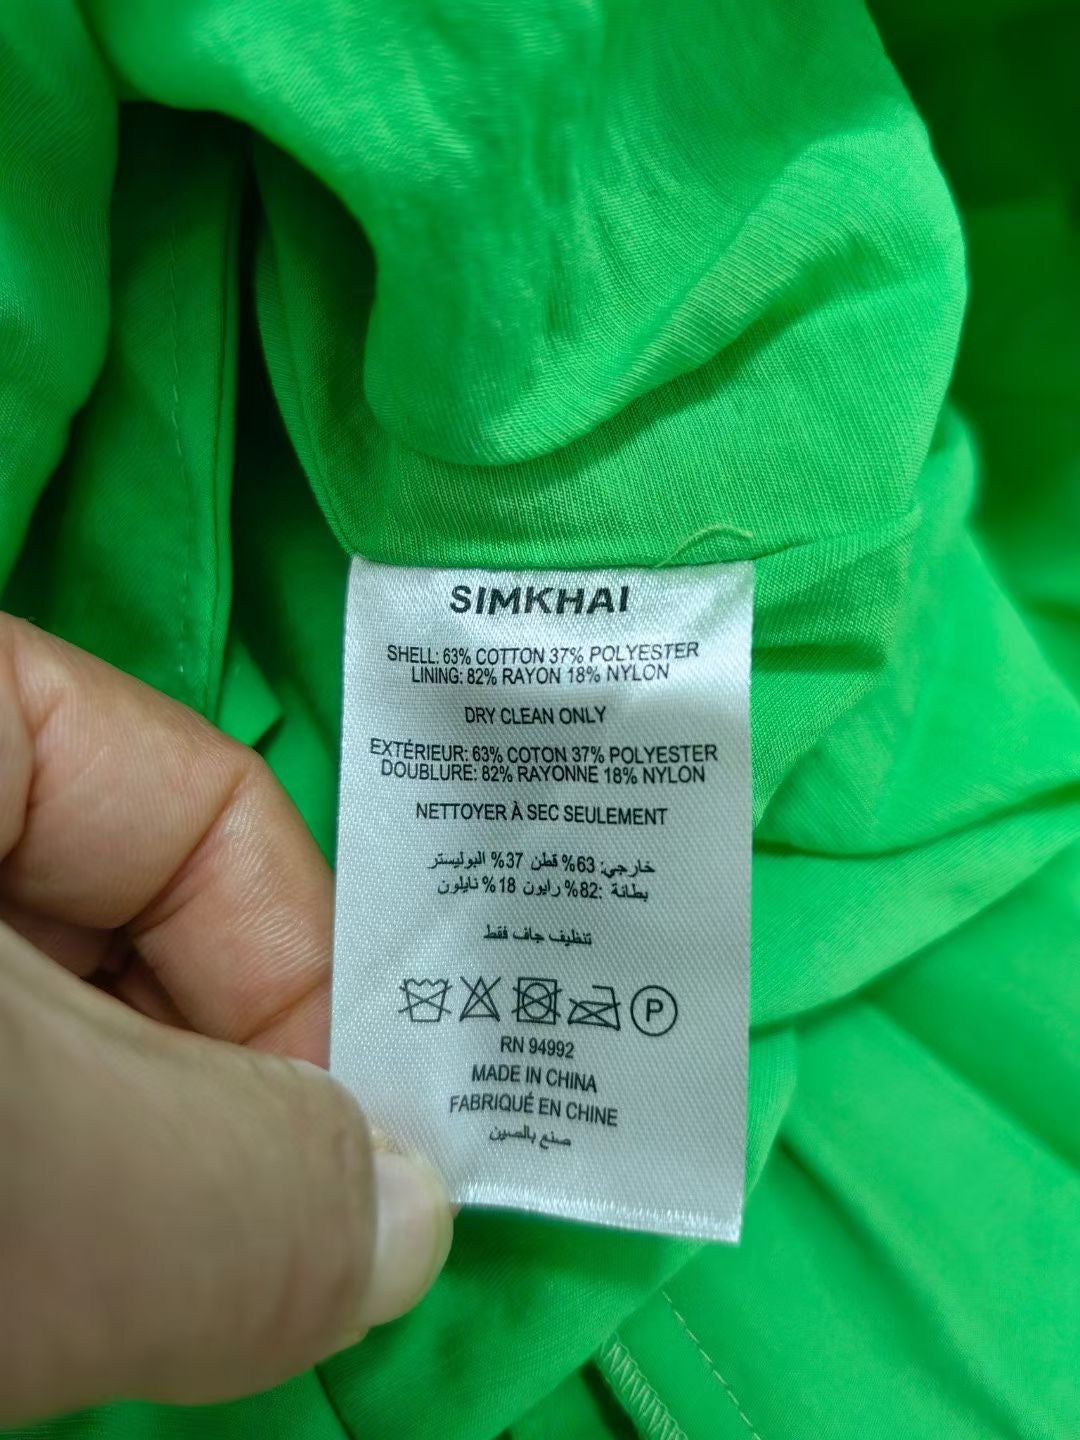 SIMKHAI
SHELL: 63% COTTON 37% POLYESTER
LINING: 82% RAYON 18% NYLON
DRY CLEAN ONLY
EXTÉRIEUR: 63% COTON 37% POLYESTER
DOUBLURE: 82% RAYONNE 18% NYLON
NETTOYER À SEC SEULEMENT
خارجي: 63% قطن 37% البوليستر
بطانة :82% رايون 18% نايلون
تنظيف جاف فقط
P
RN 94992
MADE IN CHINA
FABRIQUÉ EN CHINE
صنع بالصين